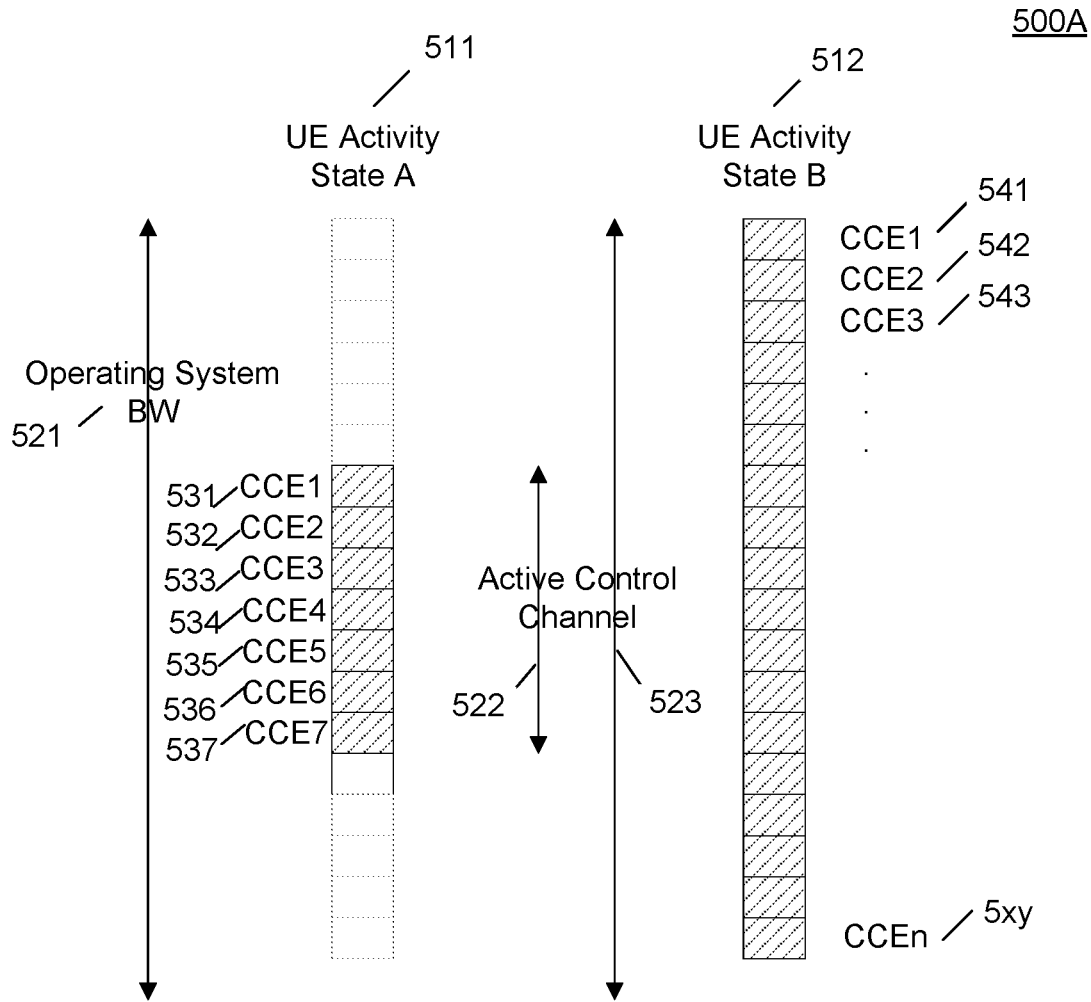 500A
511
512
UE Activity
State A
UE Activity
State B
541
CCE1
542
CCE2
543
CCE3
Operating System
BW
521
.
.
.
531
CCE1
532
CCE2
533
CCE3
534
CCE4
535
CCE5
536
CCE6
537
CCE7
Active Control
Channel
522
523
CCEn
5xy